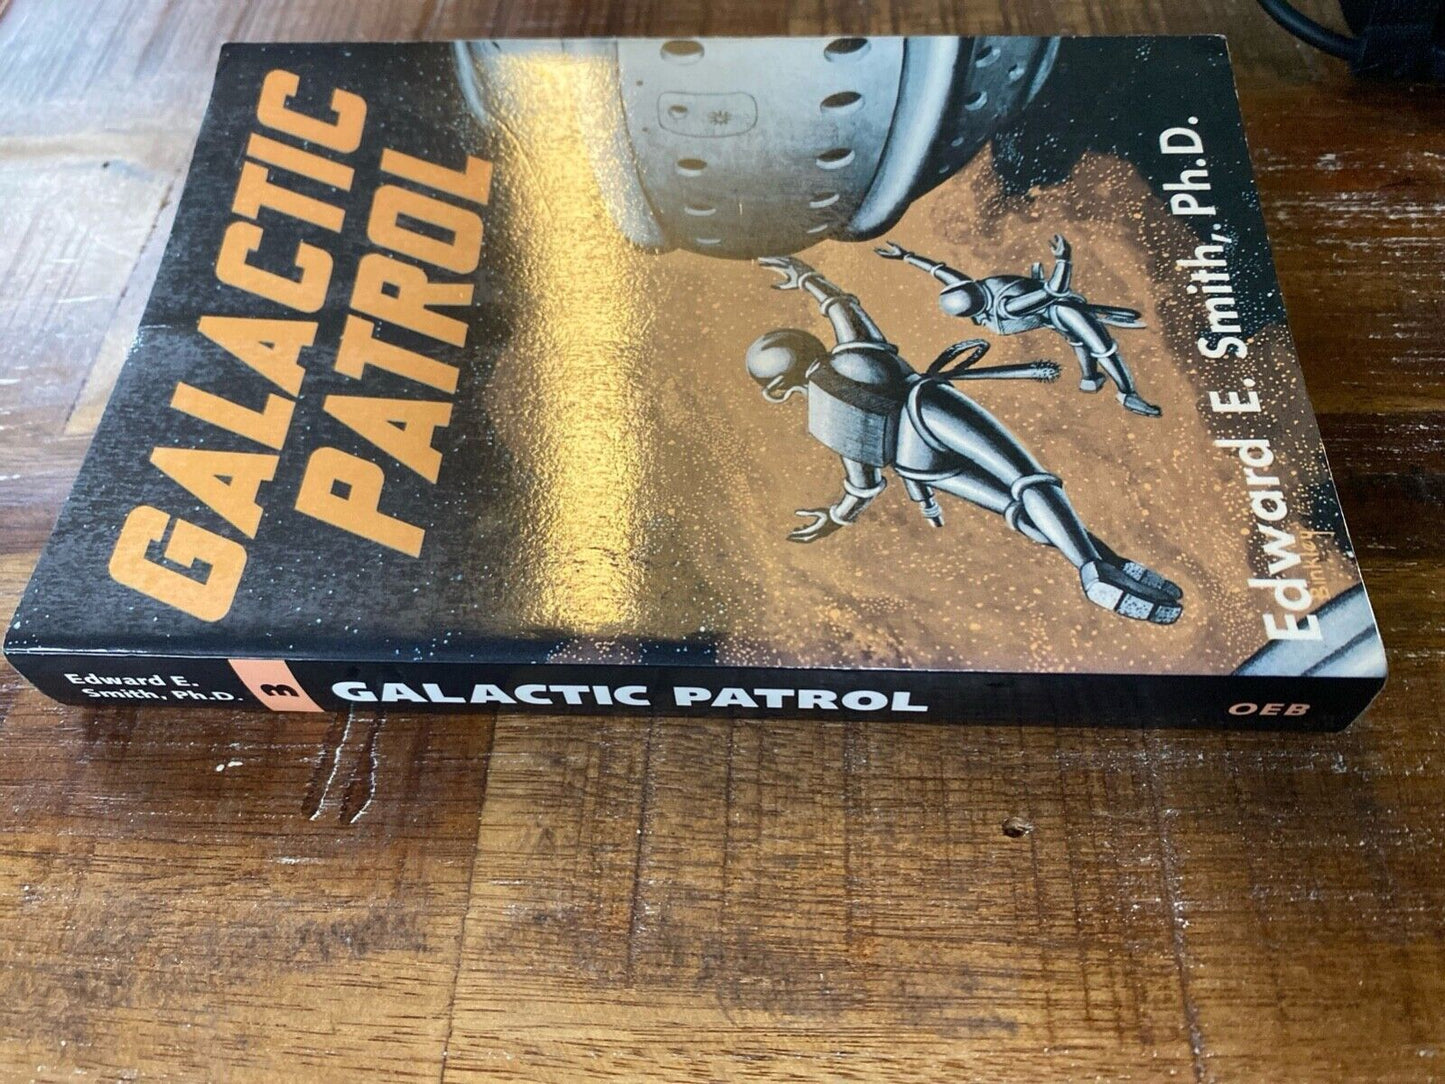 GALACTIC
PATROL
Edward E. Smith, Ph.D.
Binkley
Edward E.
Smith, Ph.D.
3
GALACTIC PATROL
OEB